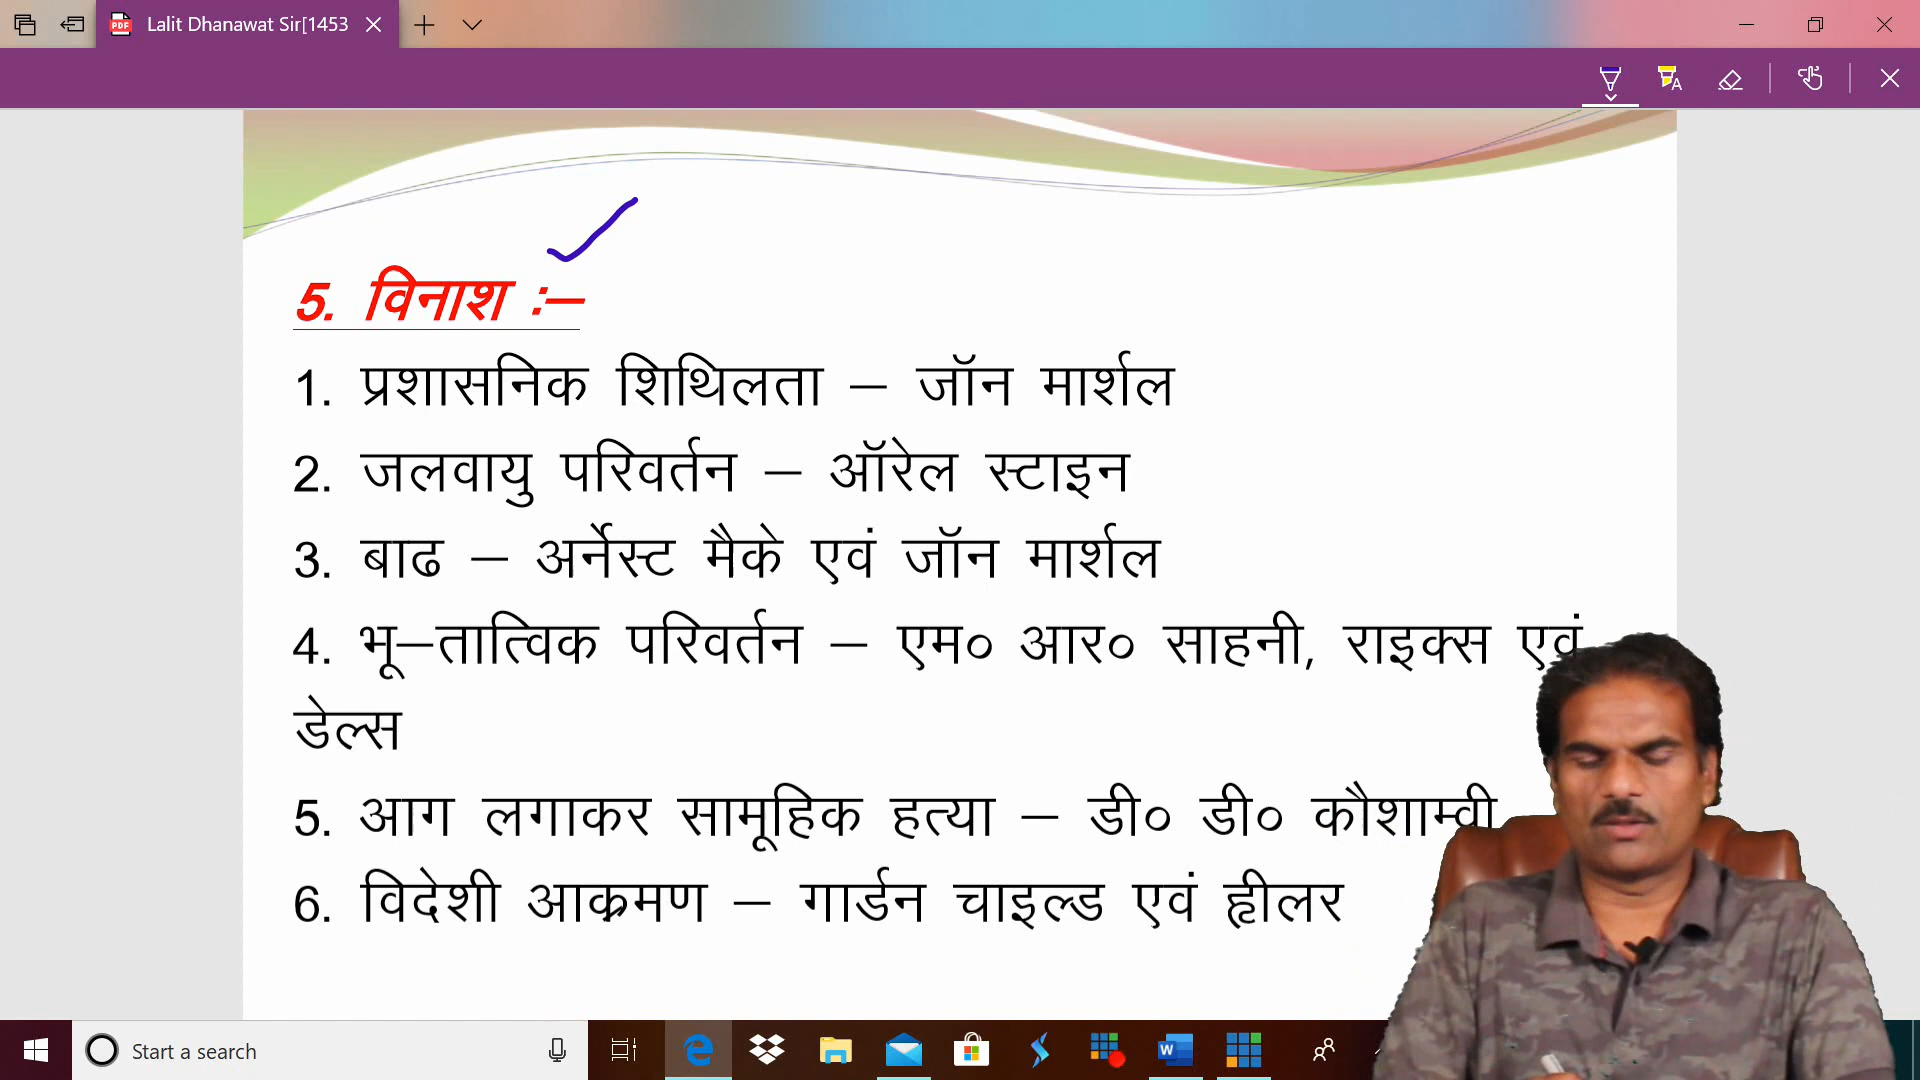 Lalit Dhanawat Sir[1453
5. विनाश :–
1. प्रशासनिक शिथिलता – जॉन मार्शल
2. जलवायु परिवर्तन – ऑरेल स्टाइन
3. बाढ – अर्नेस्ट मैके एवं जॉन मार्शल
4. भू–तात्विक परिवर्तन – एम० आर० साहनी, राइक्स एवं
डेल्स
5. आग लगाकर सामूहिक हत्या – डी० डी० कौशाम्वी
6. विदेशी आक्रमण – गार्डन चाइल्ड एवं ह्वीलर
Start a search